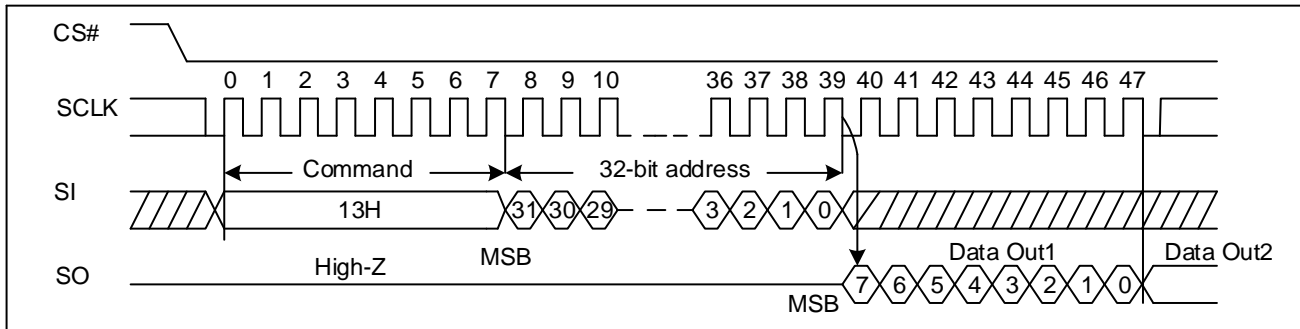 CS#
0 1 2 3 4 5 6 7 8 9 10 36 37 38 39 40 41 42 43 44 45 46 47
SCLK
Command 32-bit address
SI
13H 31 30 29 3 2 1 0
High-Z MSB Data Out1 Data Out2
SO
MSB 7 6 5 4 3 2 1 0